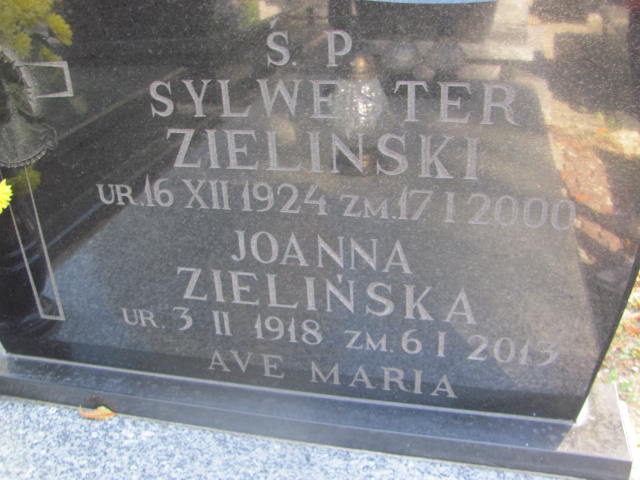 Ś. P.
SYLWESTER
ZIELINSKI
UR. 16 XII 1924 ZM. 17 I 2000
JOANNA
ZIELIŃSKA
UR. 3 II 1918 ZM. 6 I 2013
AVE MARIA